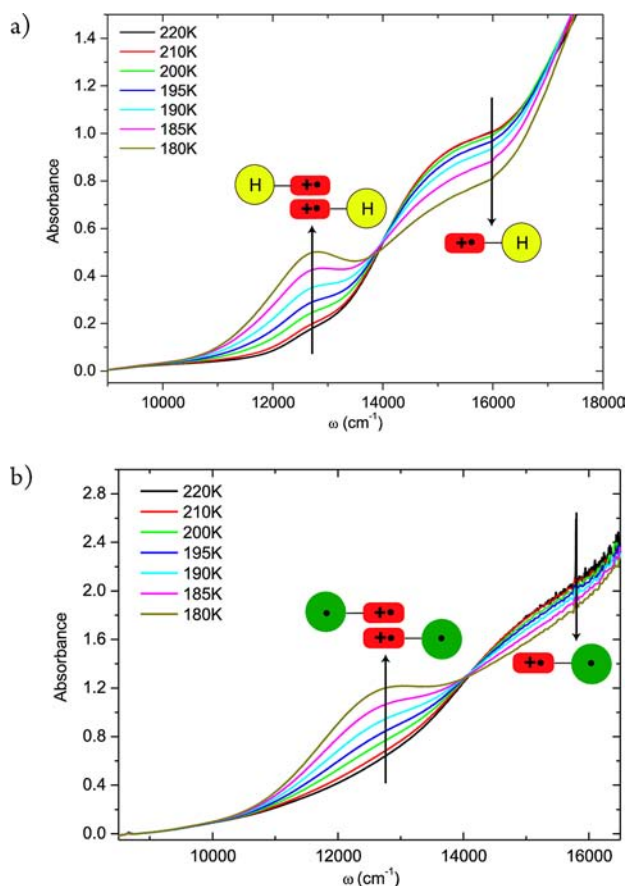 a)
1.4
1.2
1.0
0.8
0.6
0.4
0.2
0.0
Absorbance
220K
210K
200K
195K
190K
185K
180K
H
+•
+•
H
+•
H
10000 12000 14000 16000 18000
ω (cm⁻¹)
b)
2.8
2.4
2.0
1.6
1.2
0.8
0.4
0.0
Absorbance
220K
210K
200K
195K
190K
185K
180K
• +•
+• •
+• •
10000 12000 14000 16000
ω (cm⁻¹)